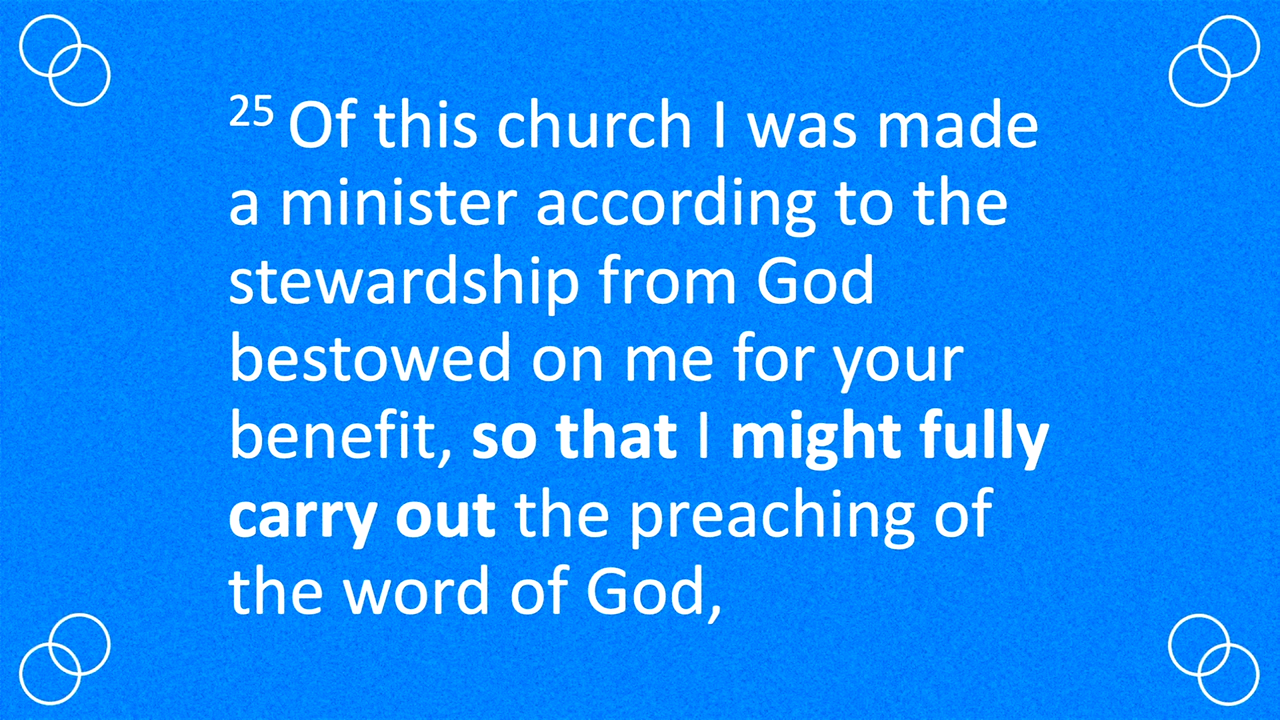 25 Of this church I was made
a minister according to the
stewardship from God
bestowed on me for your
benefit, so that I might fully
carry out the preaching of
the word of God,